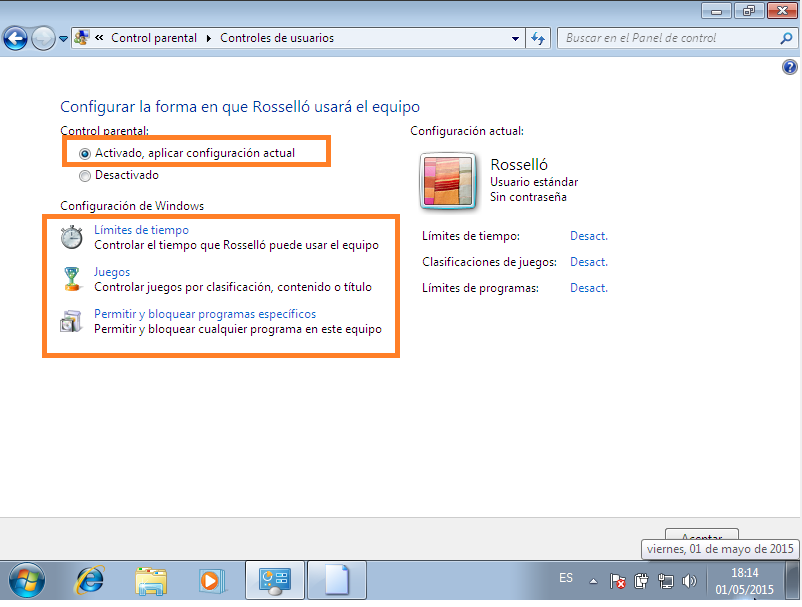 Control parental
Controles de usuarios
Buscar en el Panel de control
Configurar la forma en que Rosselló usará el equipo
Control parental:
Activado, aplicar configuración actual
Desactivado
Configuración de Windows
Límites de tiempo
Controlar el tiempo que Rosselló puede usar el equipo
Juegos
Controlar juegos por clasificación, contenido o título
Permitir y bloquear programas específicos
Permitir y bloquear cualquier programa en este equipo
Configuración actual:
Rosselló
Usuario estándar
Sin contraseña
Límites de tiempo: Desact.
Clasificaciones de juegos: Desact.
Límites de programas: Desact.
Aceptar
viernes, 01 de mayo de 2015
ES
18:14
01/05/2015